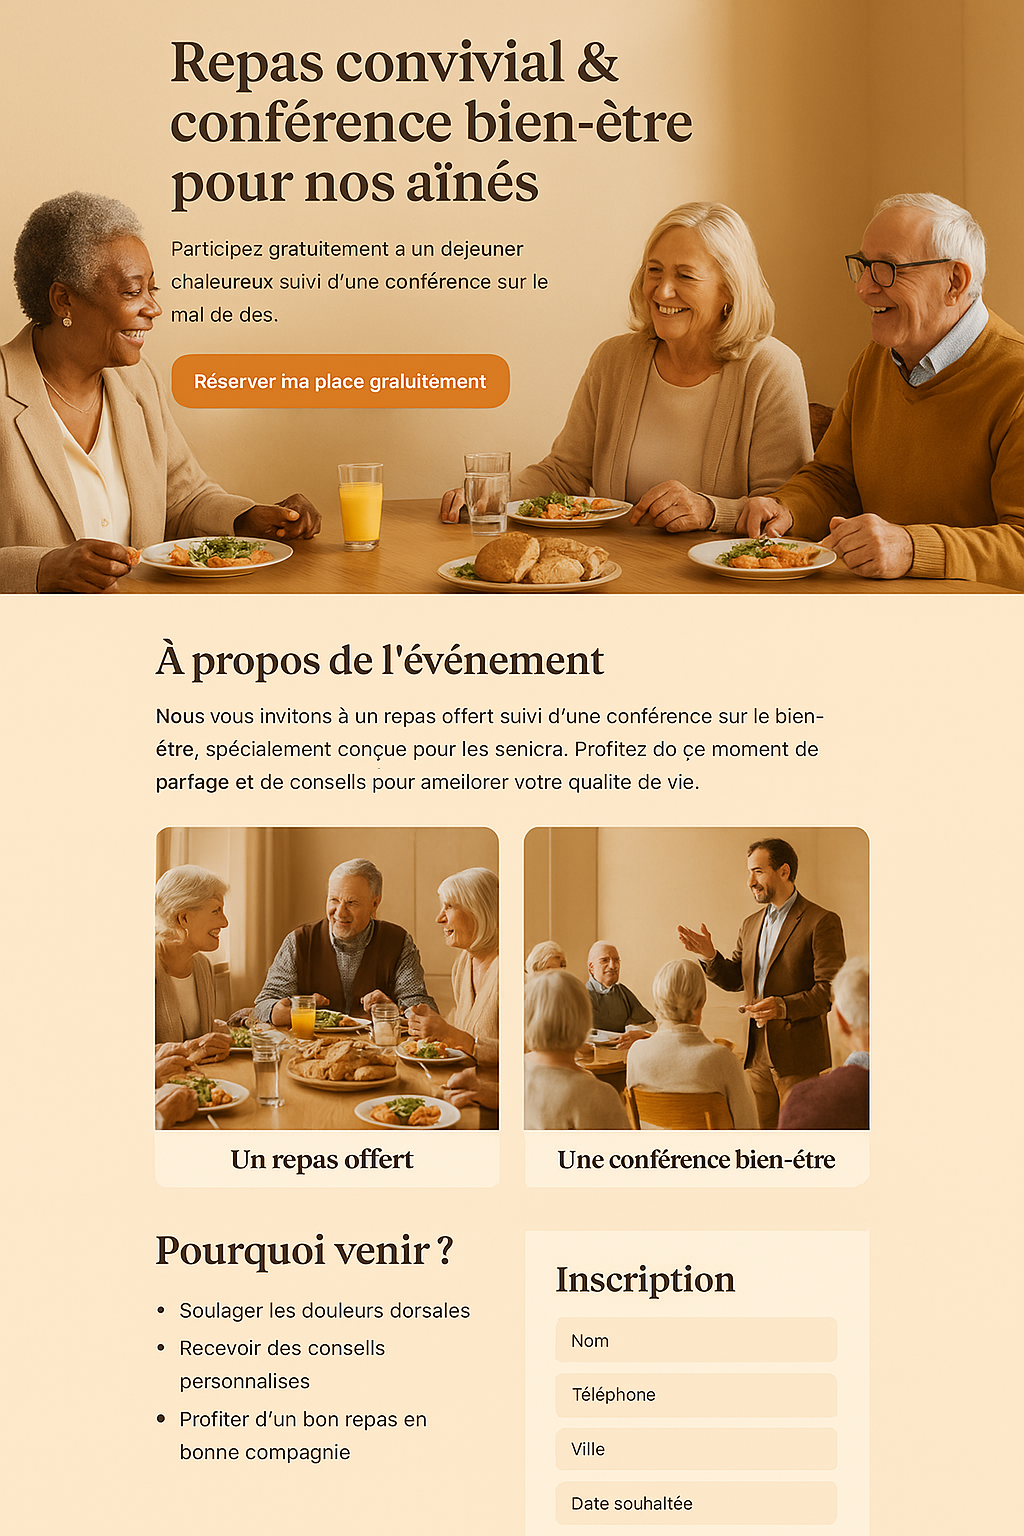 Repas convivial &
conférence bien-ètre
pour nos aïnés
Participez gratuitement a un dejeuner
chaleureux suivi d’une conférence sur le
mal de des.
Réserver ma place graluitèment
À propos de l'événement
Nous vous invitons à un repas offert suivi d’une conférence sur le bien-
étre, spécialement conçue pour les senicra. Profitez do çe moment de
parfage et de consells pour ameilorer votre qualite de vie.
Un repas offert
Une conférence bien-étre
Pourquoi venir ?
• Soulager les douleurs dorsales
• Recevoir des consells
personnalises
• Profiter d’un bon repas en
bonne compagnie
Inscription
Nom
Téléphone
Ville
Date souhaltée